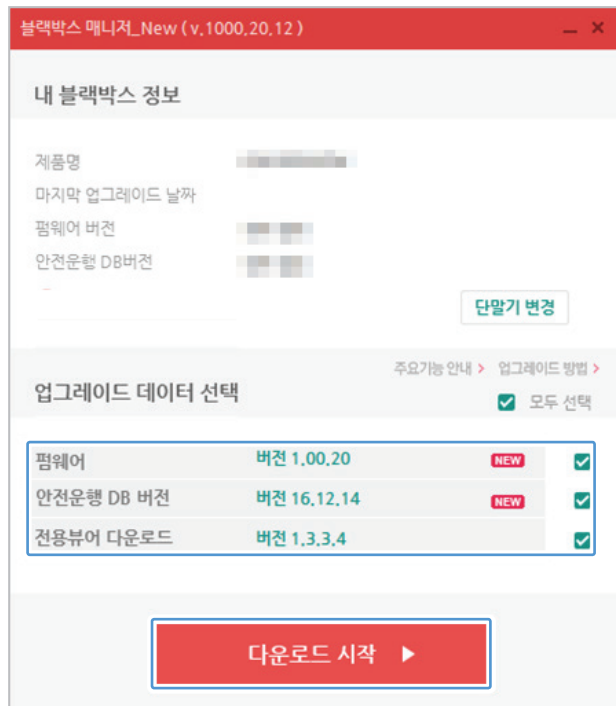 블랙박스 매니저_New ( v.1000.20.12 )
내 블랙박스 정보
제품명
마지막 업그레이드 날짜
펌웨어 버전
안전운행 DB버전
단말기 변경
주요기능 안내 > 업그레이드 방법 >
업그레이드 데이터 선택
모두 선택
펌웨어 버전 1.00.20 NEW
안전운행 DB 버전 버전 16.12.14 NEW
전용뷰어 다운로드 버전 1.3.3.4
다운로드 시작 ▶